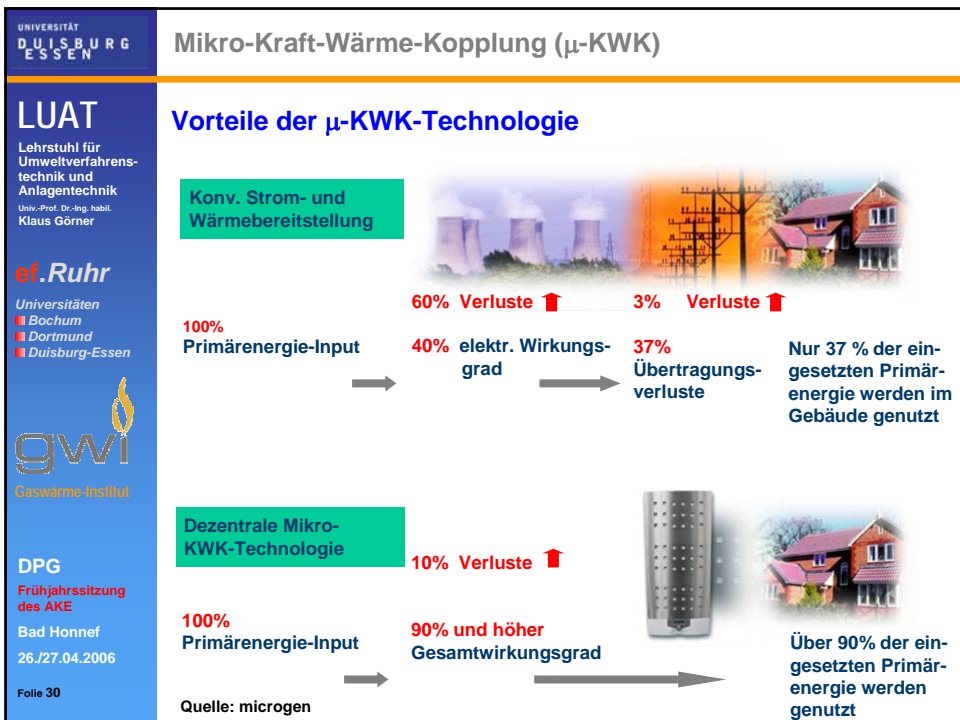 UNIVERSITÄT
DUISBURG
ESSEN
Mikro-Kraft-Wärme-Kopplung (μ-KWK)
LUAT
Lehrstuhl für
Umweltverfahrens-
technik und
Anlagentechnik
Univ.-Prof. Dr.-Ing. habil.
Klaus Görner
ef.Ruhr
Universitäten
Bochum
Dortmund
Duisburg-Essen
gwi
Gaswärme-Institut
DPG
Frühjahrssitzung
des AKE
Bad Honnef
26./27.04.2006
Folie 30
Vorteile der μ-KWK-Technologie
Konv. Strom- und
Wärmebereitstellung
60% Verluste
3% Verluste
100%
Primärenergie-Input
40% elektr. Wirkungs-
grad
37%
Übertragungs-
verluste
Nur 37 % der ein-
gesetzten Primär-
energie werden im
Gebäude genutzt
Dezentrale Mikro-
KWK-Technologie
10% Verluste
100%
Primärenergie-Input
90% und höher
Gesamtwirkungsgrad
Über 90% der ein-
gesetzten Primär-
energie werden
genutzt
Quelle: microgen